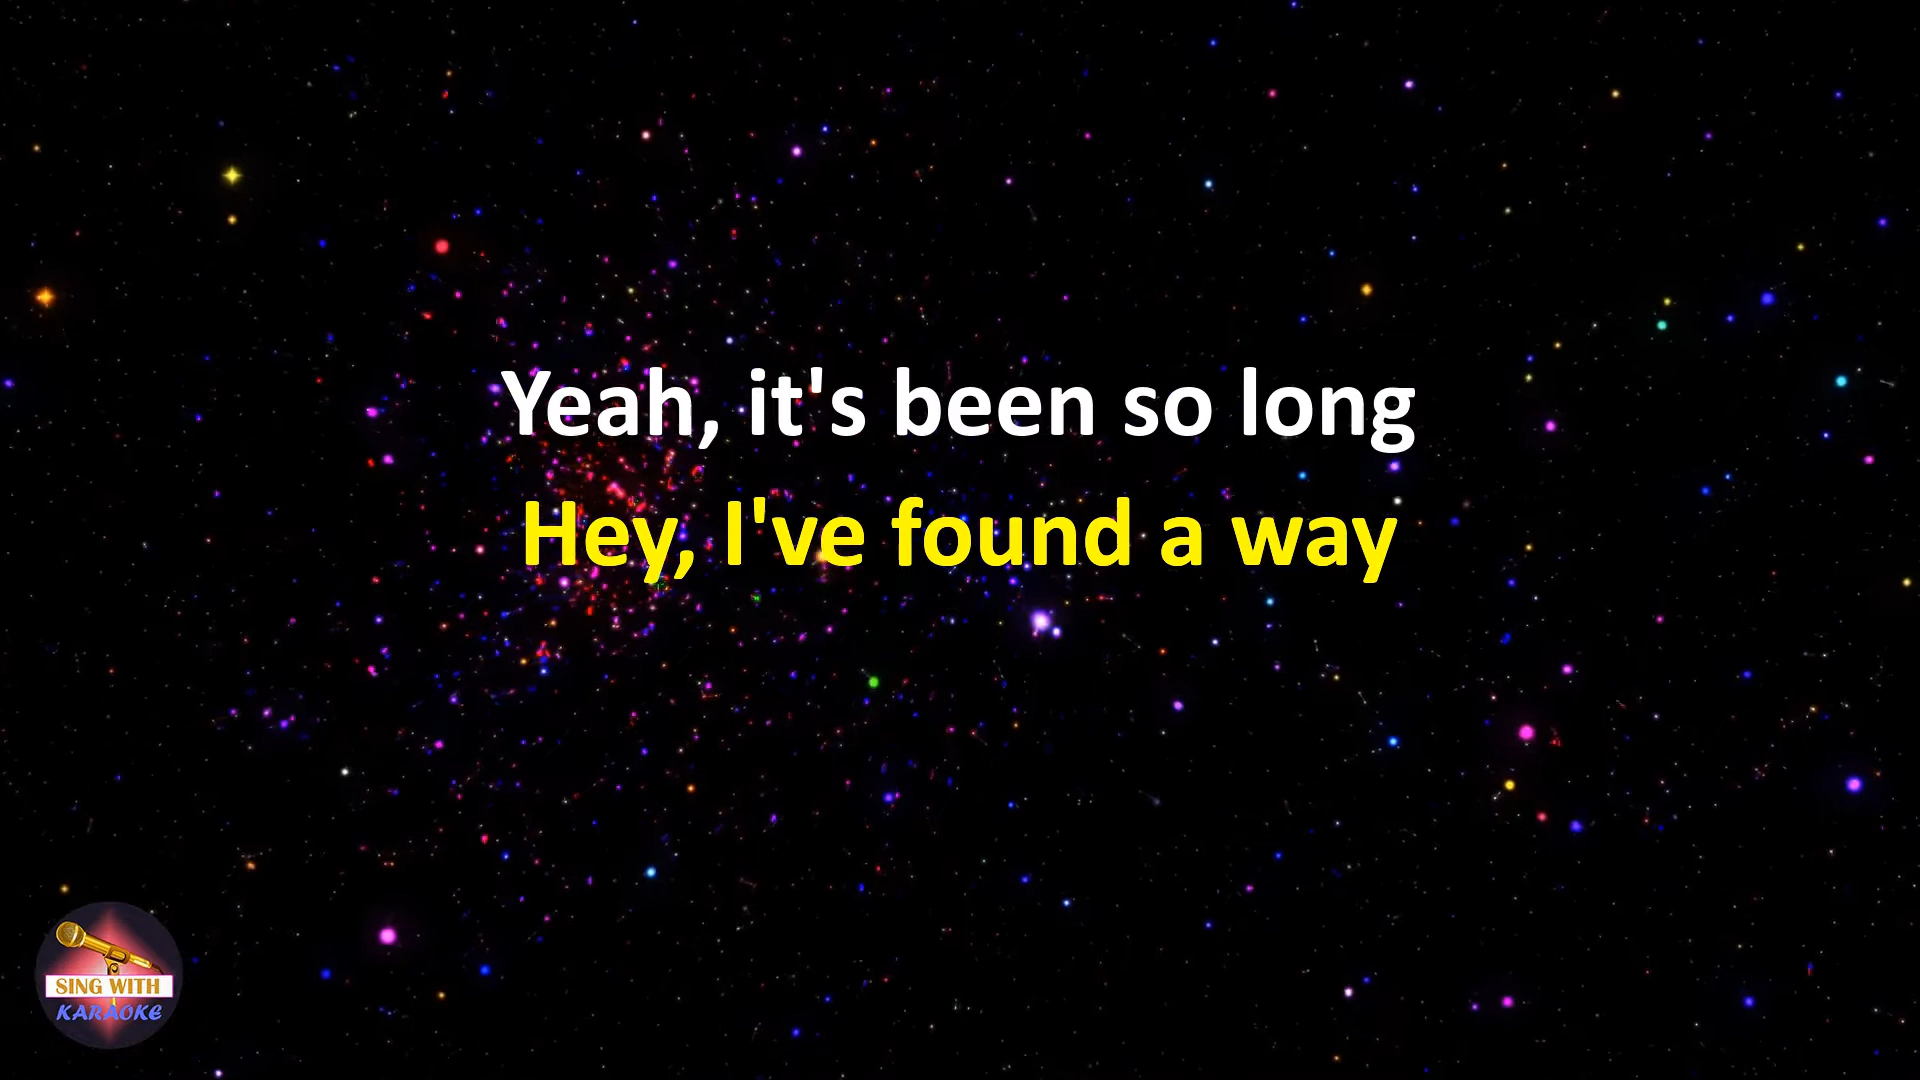 Yeah, it's been so long
Hey, I've found a way
SING WITH
KARAOKE